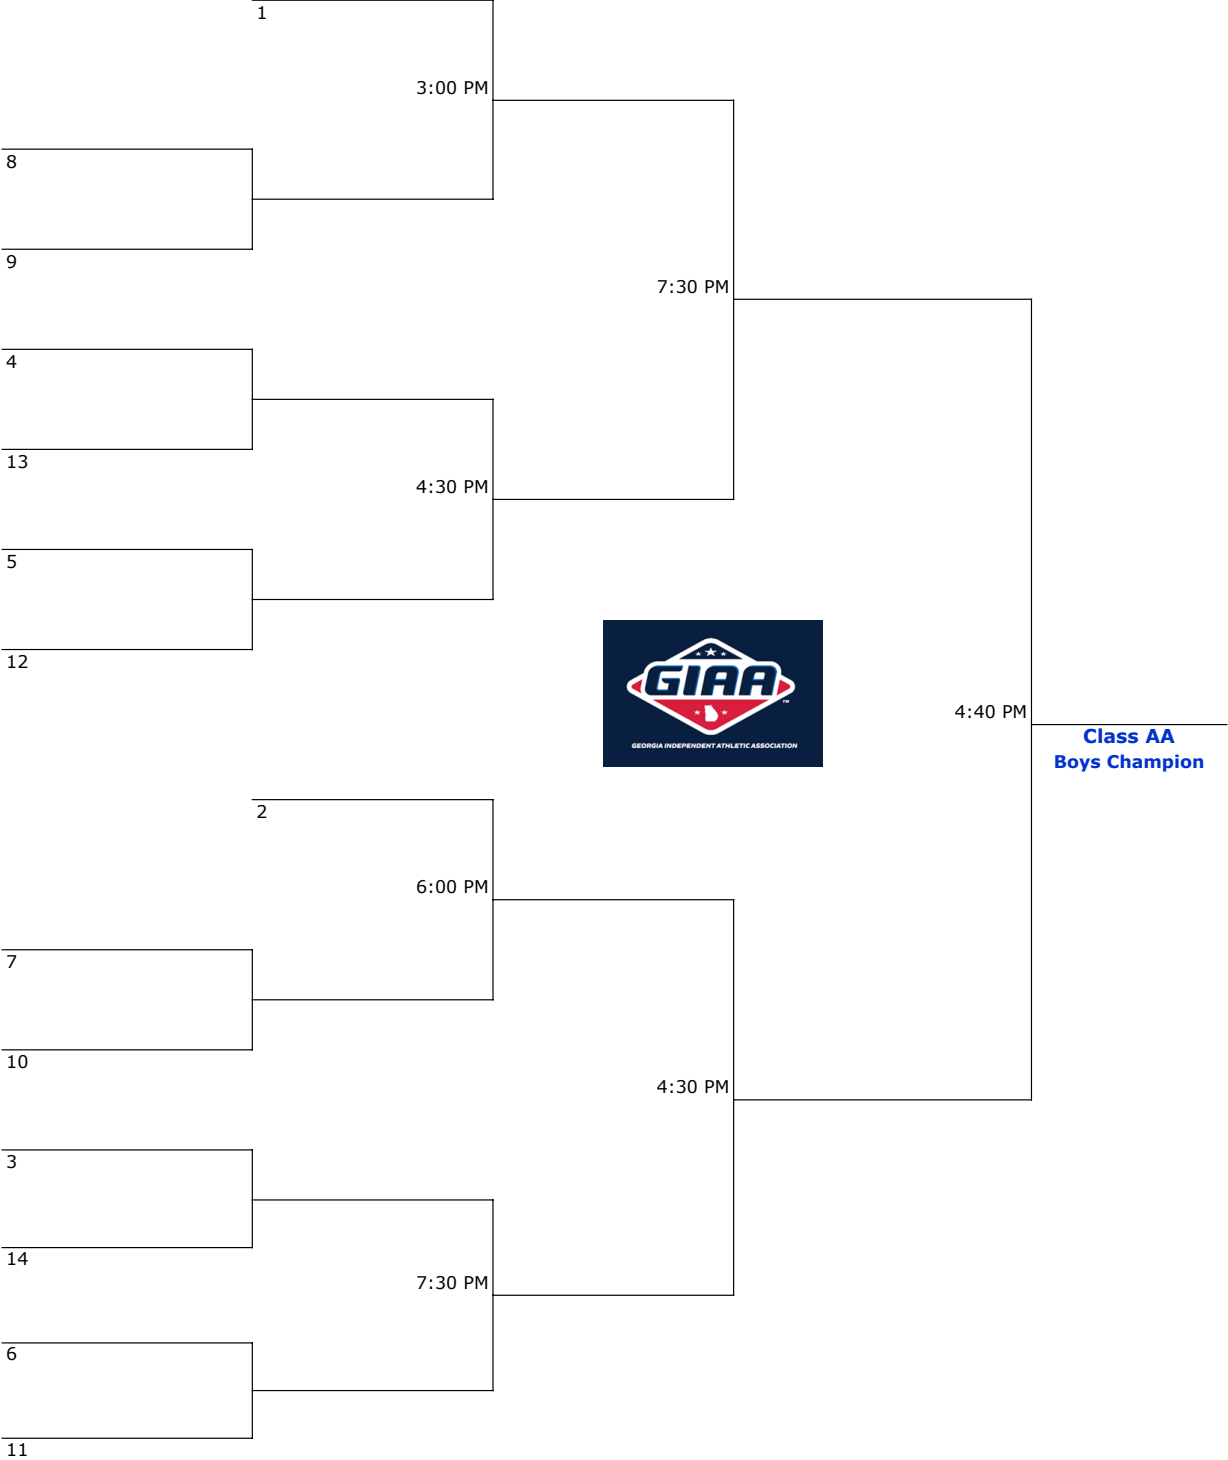 1
3:00 PM
8
9
7:30 PM
4
13
4:30 PM
5
12
GIAA
TM
GEORGIA INDEPENDENT ATHLETIC ASSOCIATION
4:40 PM
Class AA
Boys Champion
2
6:00 PM
7
10
4:30 PM
3
14
7:30 PM
6
11